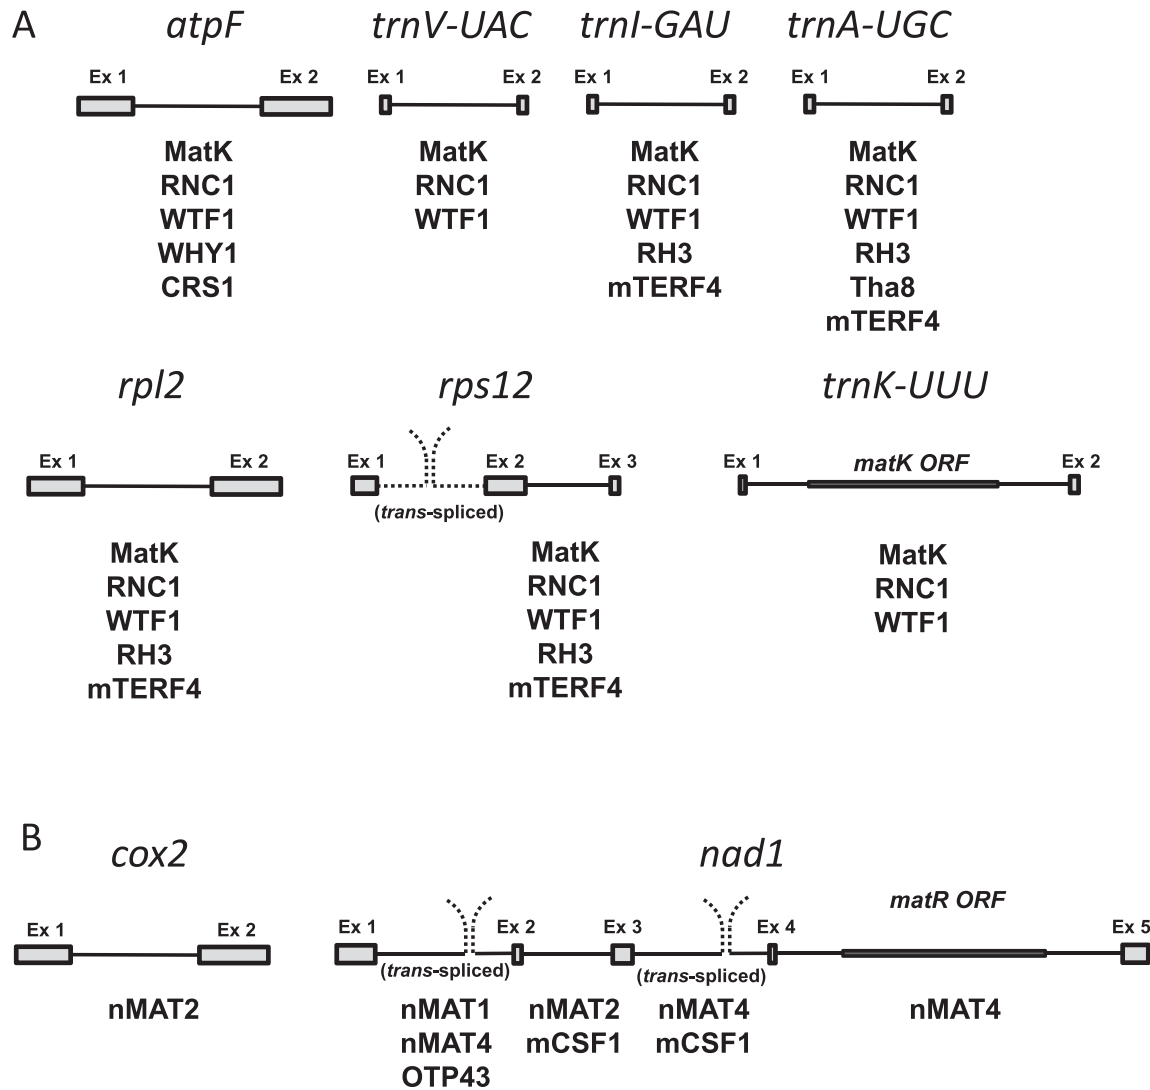 A
atpF
trnV-UAC
trnI-GAU
trnA-UGC
Ex 1
Ex 2
Ex 1
Ex 2
Ex 1
Ex 2
Ex 1
Ex 2
MatK
RNC1
WTF1
WHY1
CRS1
MatK
RNC1
WTF1
MatK
RNC1
WTF1
RH3
mTERF4
MatK
RNC1
WTF1
RH3
Tha8
mTERF4
rpl2
rps12
trnK-UUU
Ex 1
Ex 2
Ex 1
Ex 2
Ex 3
(trans-spliced)
Ex 1
matK ORF
Ex 2
MatK
RNC1
WTF1
RH3
mTERF4
MatK
RNC1
WTF1
RH3
mTERF4
MatK
RNC1
WTF1
B
cox2
nad1
Ex 1
Ex 2
Ex 1
Ex 2
Ex 3
Ex 4
matR ORF
Ex 5
(trans-spliced)
(trans-spliced)
nMAT2
nMAT1
nMAT4
OTP43
nMAT2
mCSF1
nMAT4
mCSF1
nMAT4